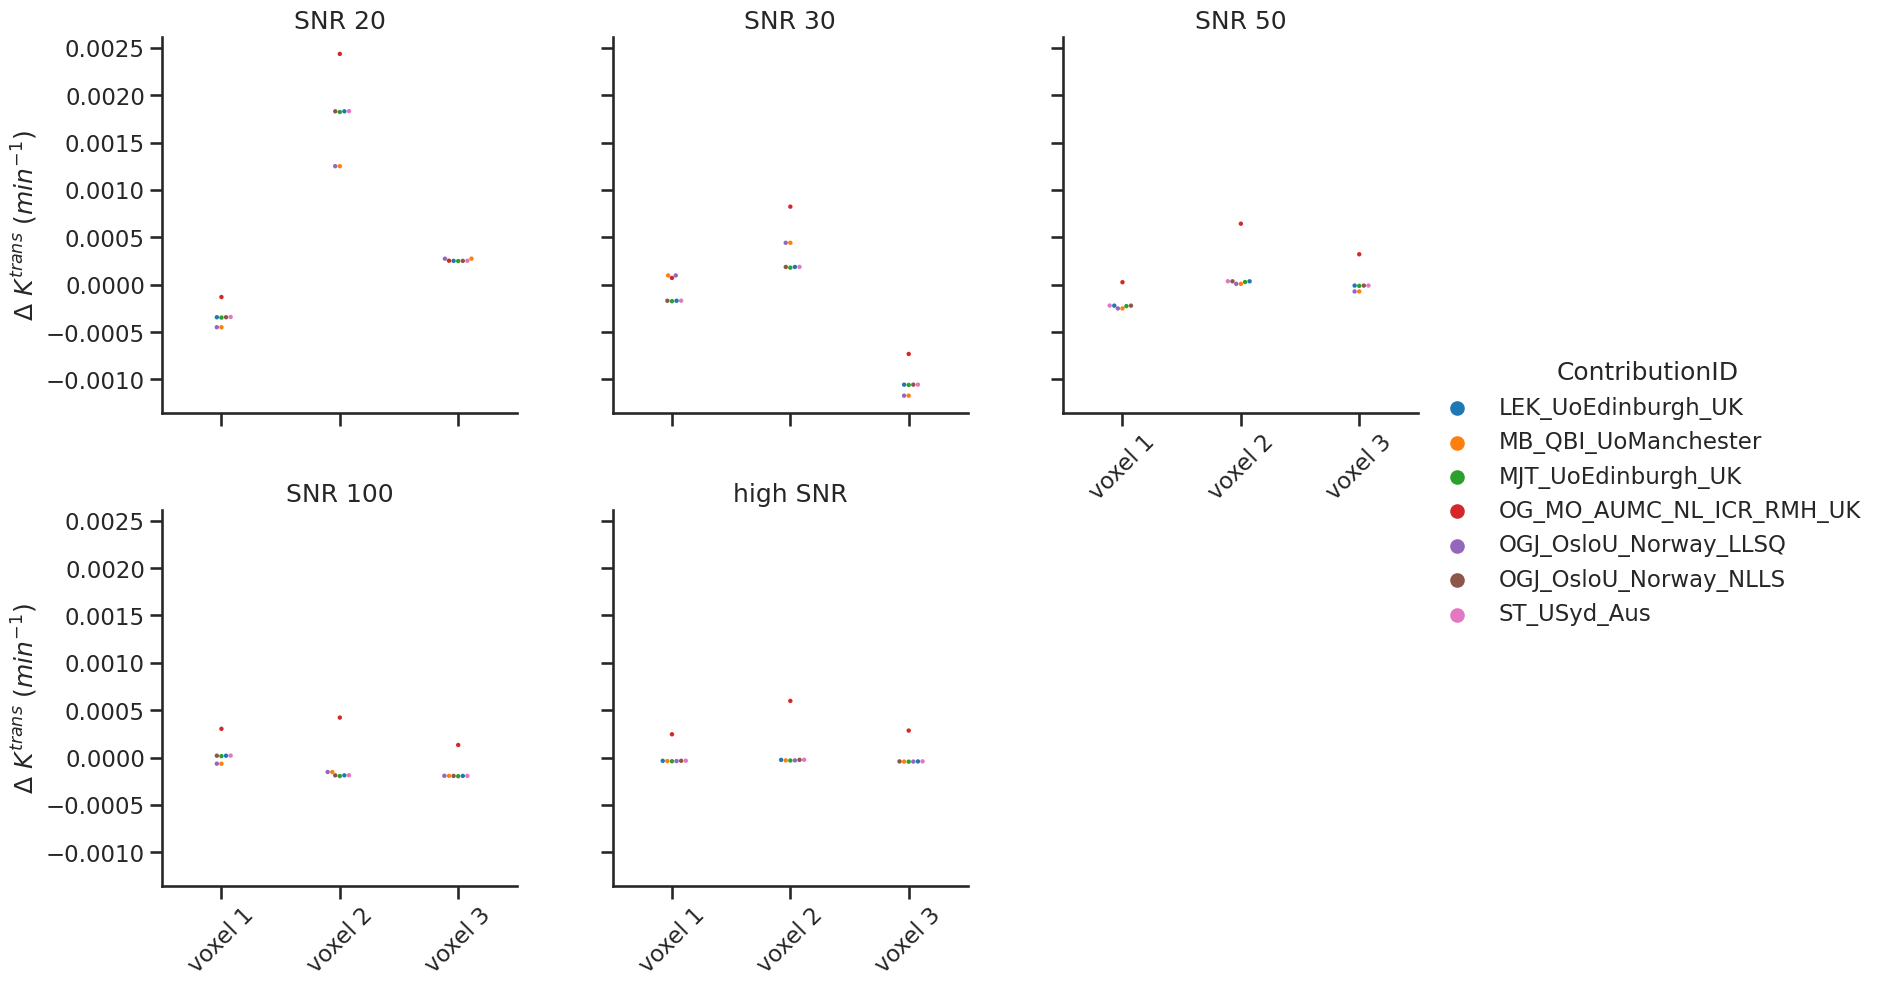 SNR 20
SNR 30
SNR 50
0.0025
0.0020
0.0015
0.0010
0.0005
0.0000
−0.0005
−0.0010
Δ K^{trans} (min^{−1})
voxel 1
voxel 2
voxel 3
ContributionID
LEK_UoEdinburgh_UK
MB_QBI_UoManchester
MJT_UoEdinburgh_UK
OG_MO_AUMC_NL_ICR_RMH_UK
OGJ_OsloU_Norway_LLSQ
OGJ_OsloU_Norway_NLLS
ST_USyd_Aus
SNR 100
high SNR
0.0025
0.0020
0.0015
0.0010
0.0005
0.0000
−0.0005
−0.0010
Δ K^{trans} (min^{−1})
voxel 1
voxel 2
voxel 3
voxel 1
voxel 2
voxel 3